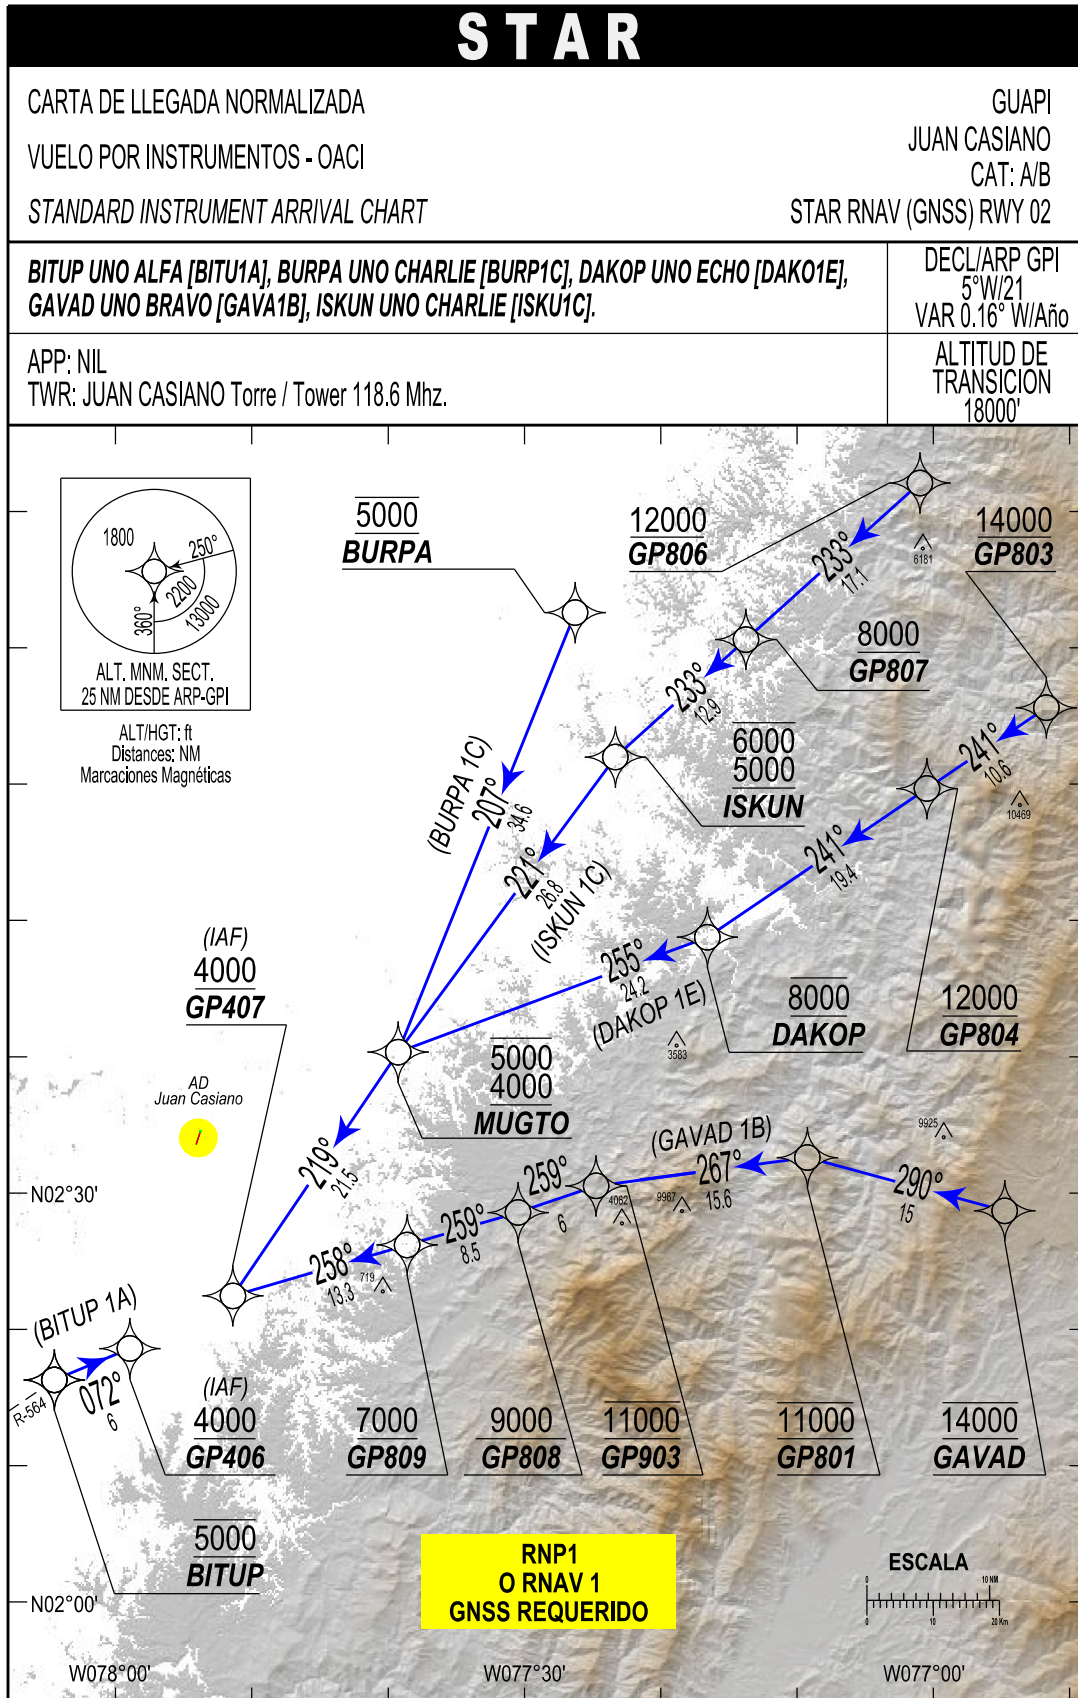 STAR
CARTA DE LLEGADA NORMALIZADA
VUELO POR INSTRUMENTOS - OACI
STANDARD INSTRUMENT ARRIVAL CHART
GUAPI
JUAN CASIANO
CAT: A/B
STAR RNAV (GNSS) RWY 02
BITUP UNO ALFA [BITU1A], BURPA UNO CHARLIE [BURP1C], DAKOP UNO ECHO [DAKO1E],
GAVAD UNO BRAVO [GAVA1B], ISKUN UNO CHARLIE [ISKU1C].
DECL/ARP GPI
5°W/21
VAR 0.16° W/Año
APP: NIL
TWR: JUAN CASIANO Torre / Tower 118.6 Mhz.
ALTITUD DE
TRANSICION
18000'
1800
250°
2200
13000
360°
ALT. MNM. SECT.
25 NM DESDE ARP-GPI
ALT/HGT: ft
Distances: NM
Marcaciones Magnéticas
5000
BURPA
12000
GP806
14000
GP803
6181
233°
17.1
8000
GP807
233°
12.9
6000
5000
ISKUN
241°
10.6
10469
(BURPA 1C)
207°
34.6
221°
26.8
(ISKUN 1C)
241°
19.4
(IAF)
4000
GP407
255°
24.2
(DAKOP 1E)
8000
DAKOP
12000
GP804
3583
5000
4000
MUGTO
AD
Juan Casiano
9925
(GAVAD 1B)
219°
21.5
259°
6
4062
9967
267°
15.6
290°
15
N02°30'
259°
8.5
258°
13.3
719
(BITUP 1A)
R-564
072°
6
(IAF)
4000
GP406
7000
GP809
9000
GP808
11000
GP903
11000
GP801
14000
GAVAD
5000
BITUP
RNP1
O RNAV 1
GNSS REQUERIDO
ESCALA
0 10 NM
0 10 20 Km
N02°00'
W078°00'
W077°30'
W077°00'